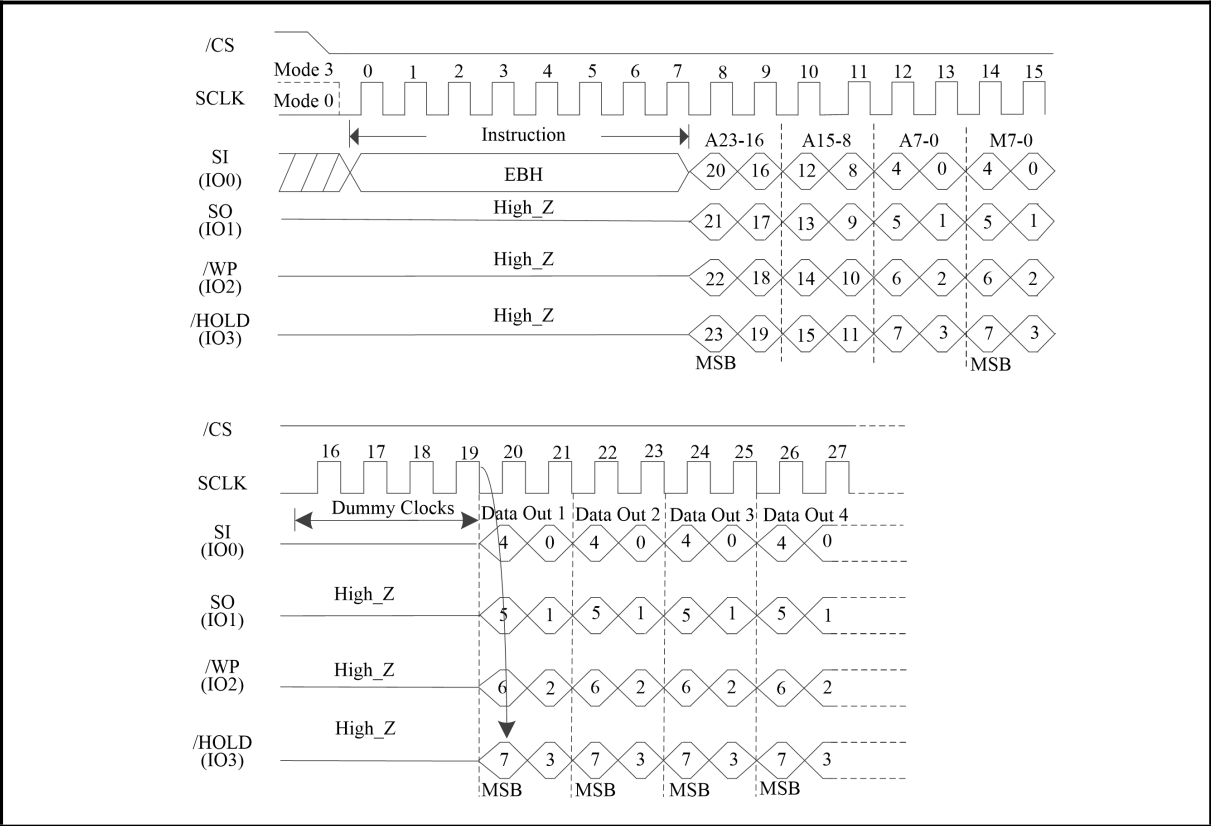 /CS
Mode 3 0 1 2 3 4 5 6 7 8 9 10 11 12 13 14 15
SCLK Mode 0
Instruction A23-16 A15-8 A7-0 M7-0
SI
(IO0) EBH 20 16 12 8 4 0 4 0
SO
(IO1) High_Z 21 17 13 9 5 1 5 1
/WP
(IO2) High_Z 22 18 14 10 6 2 6 2
/HOLD
(IO3) High_Z 23 19 15 11 7 3 7 3
MSB MSB
/CS
16 17 18 19 20 21 22 23 24 25 26 27
SCLK
Dummy Clocks Data Out 1 Data Out 2 Data Out 3 Data Out 4
SI
(IO0) 4 0 4 0 4 0 4 0
SO
(IO1) High_Z 5 1 5 1 5 1 5 1
/WP
(IO2) High_Z 6 2 6 2 6 2 6 2
/HOLD
(IO3) High_Z 7 3 7 3 7 3 7 3
MSB MSB MSB MSB